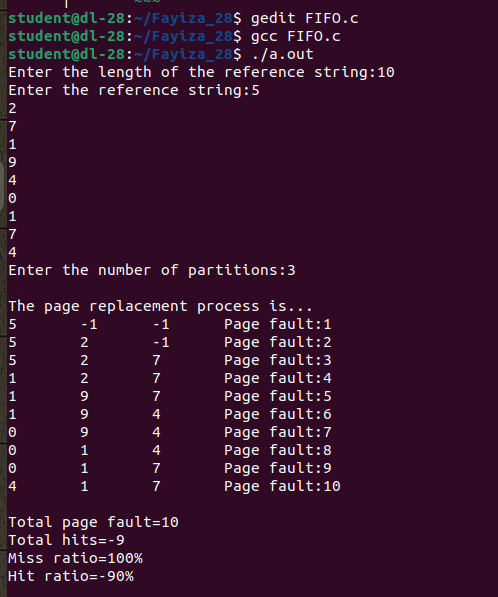 student@dl-28:~/Fayiza_28$ gedit FIFO.c
student@dl-28:~/Fayiza_28$ gcc FIFO.c
student@dl-28:~/Fayiza_28$ ./a.out
Enter the length of the reference string:10
Enter the reference string:5
2
7
1
9
4
0
1
7
4
Enter the number of partitions:3
The page replacement process is...
5 -1 -1 Page fault:1
5 2 -1 Page fault:2
5 2 7 Page fault:3
1 2 7 Page fault:4
1 9 7 Page fault:5
1 9 4 Page fault:6
0 9 4 Page fault:7
0 1 4 Page fault:8
0 1 7 Page fault:9
4 1 7 Page fault:10
Total page fault=10
Total hits=-9
Miss ratio=100%
Hit ratio=-90%